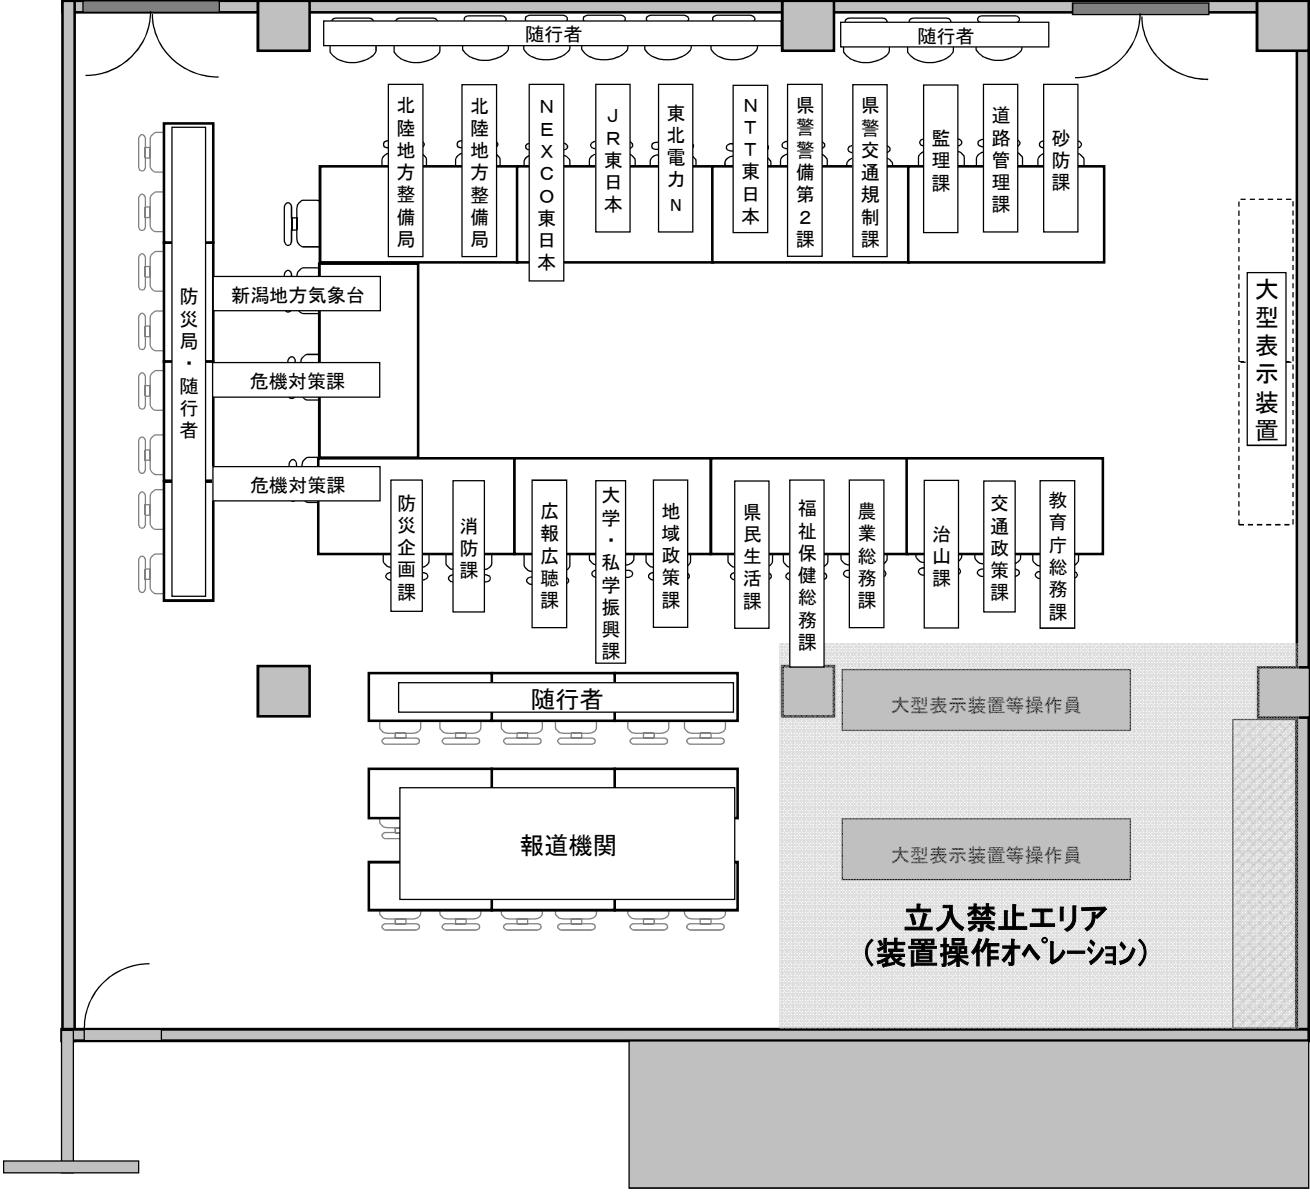 随行者
随行者
北陸地方整備局
北陸地方整備局
NEXCO東日本
JR東日本
東北電力N
NTT東日本
県警警備第2課
県警交通規制課
監理課
道路管理課
砂防課
防災局・随行者
新潟地方気象台
危機対策課
危機対策課
大型表示装置
防災企画課
消防課
広報広聴課
大学・私学振興課
地域政策課
県民生活課
福祉保健総務課
農業総務課
治山課
交通政策課
教育庁総務課
随行者
大型表示装置等操作員
報道機関
大型表示装置等操作員
立入禁止エリア
(装置操作オペレーション)